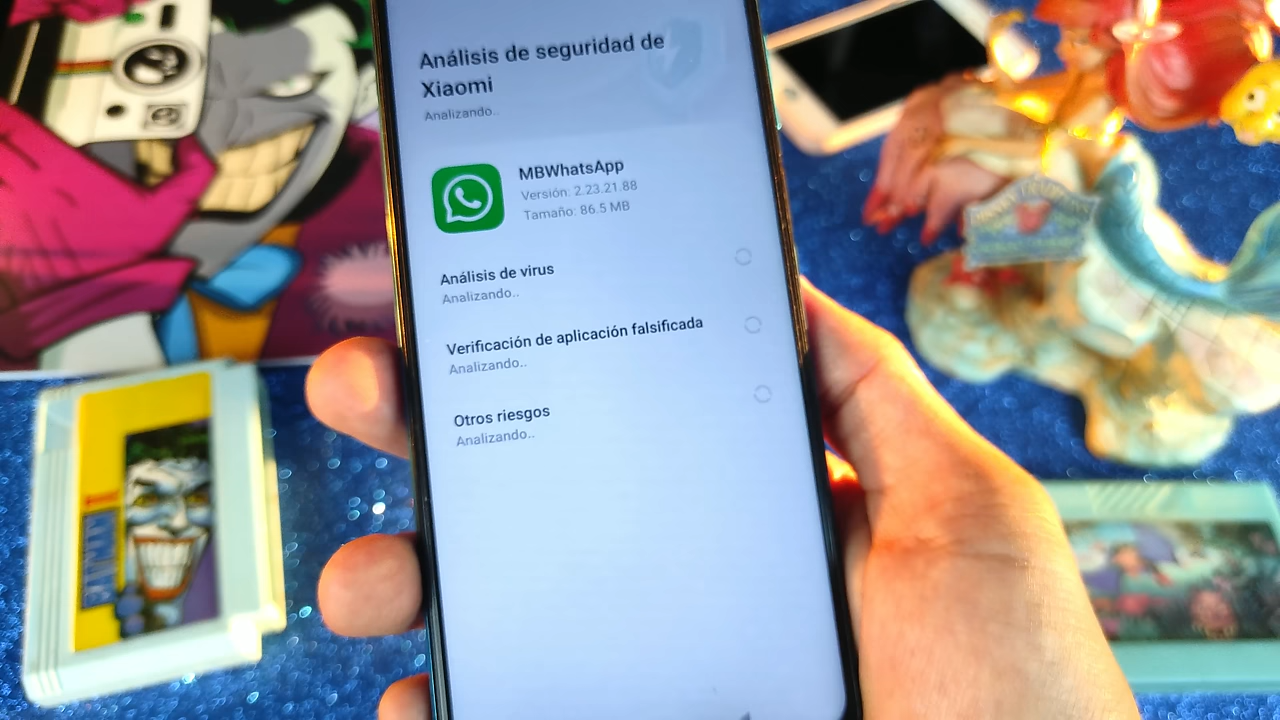 Análisis de seguridad de
Xiaomi
Analizando..
MBWhatsApp
Versión: 2.23.21.88
Tamaño: 86.5 MB
Análisis de virus
Analizando..
Verificación de aplicación falsificada
Analizando..
Otros riesgos
Analizando..